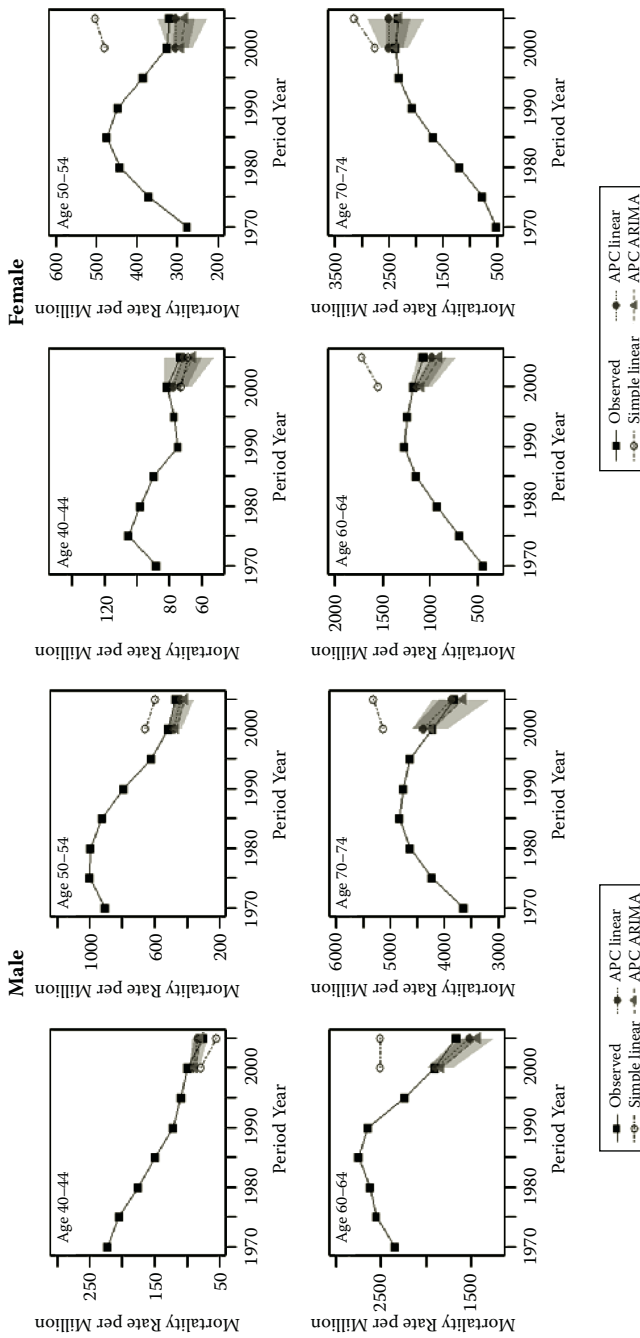 Male
Female
Age 40–44
250
150
50
1970
1980
1990
2000
Period Year
Mortality Rate per Million
Age 50–54
1000
600
200
1970
1980
1990
2000
Period Year
Mortality Rate per Million
Age 40–44
120
80
60
1970
1980
1990
2000
Period Year
Mortality Rate per Million
Age 50–54
600
500
400
300
200
1970
1980
1990
2000
Period Year
Mortality Rate per Million
Age 60–64
2500
1500
1970
1980
1990
2000
Period Year
Mortality Rate per Million
Age 70–74
6000
5000
4000
3000
1970
1980
1990
2000
Period Year
Mortality Rate per Million
Age 60–64
2000
1500
1000
500
1970
1980
1990
2000
Period Year
Mortality Rate per Million
Age 70–74
3500
2500
1500
500
1970
1980
1990
2000
Period Year
Mortality Rate per Million
Observed
APC linear
Simple linear
APC ARIMA
Observed
APC linear
Simple linear
APC ARIMA